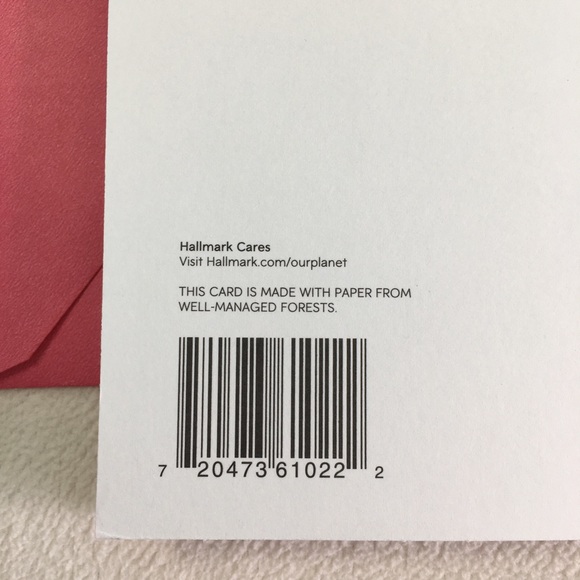 Hallmark Cares
Visit Hallmark.com/ourplanet
THIS CARD IS MADE WITH PAPER FROM
WELL-MANAGED FORESTS.
7 20473 61022 2